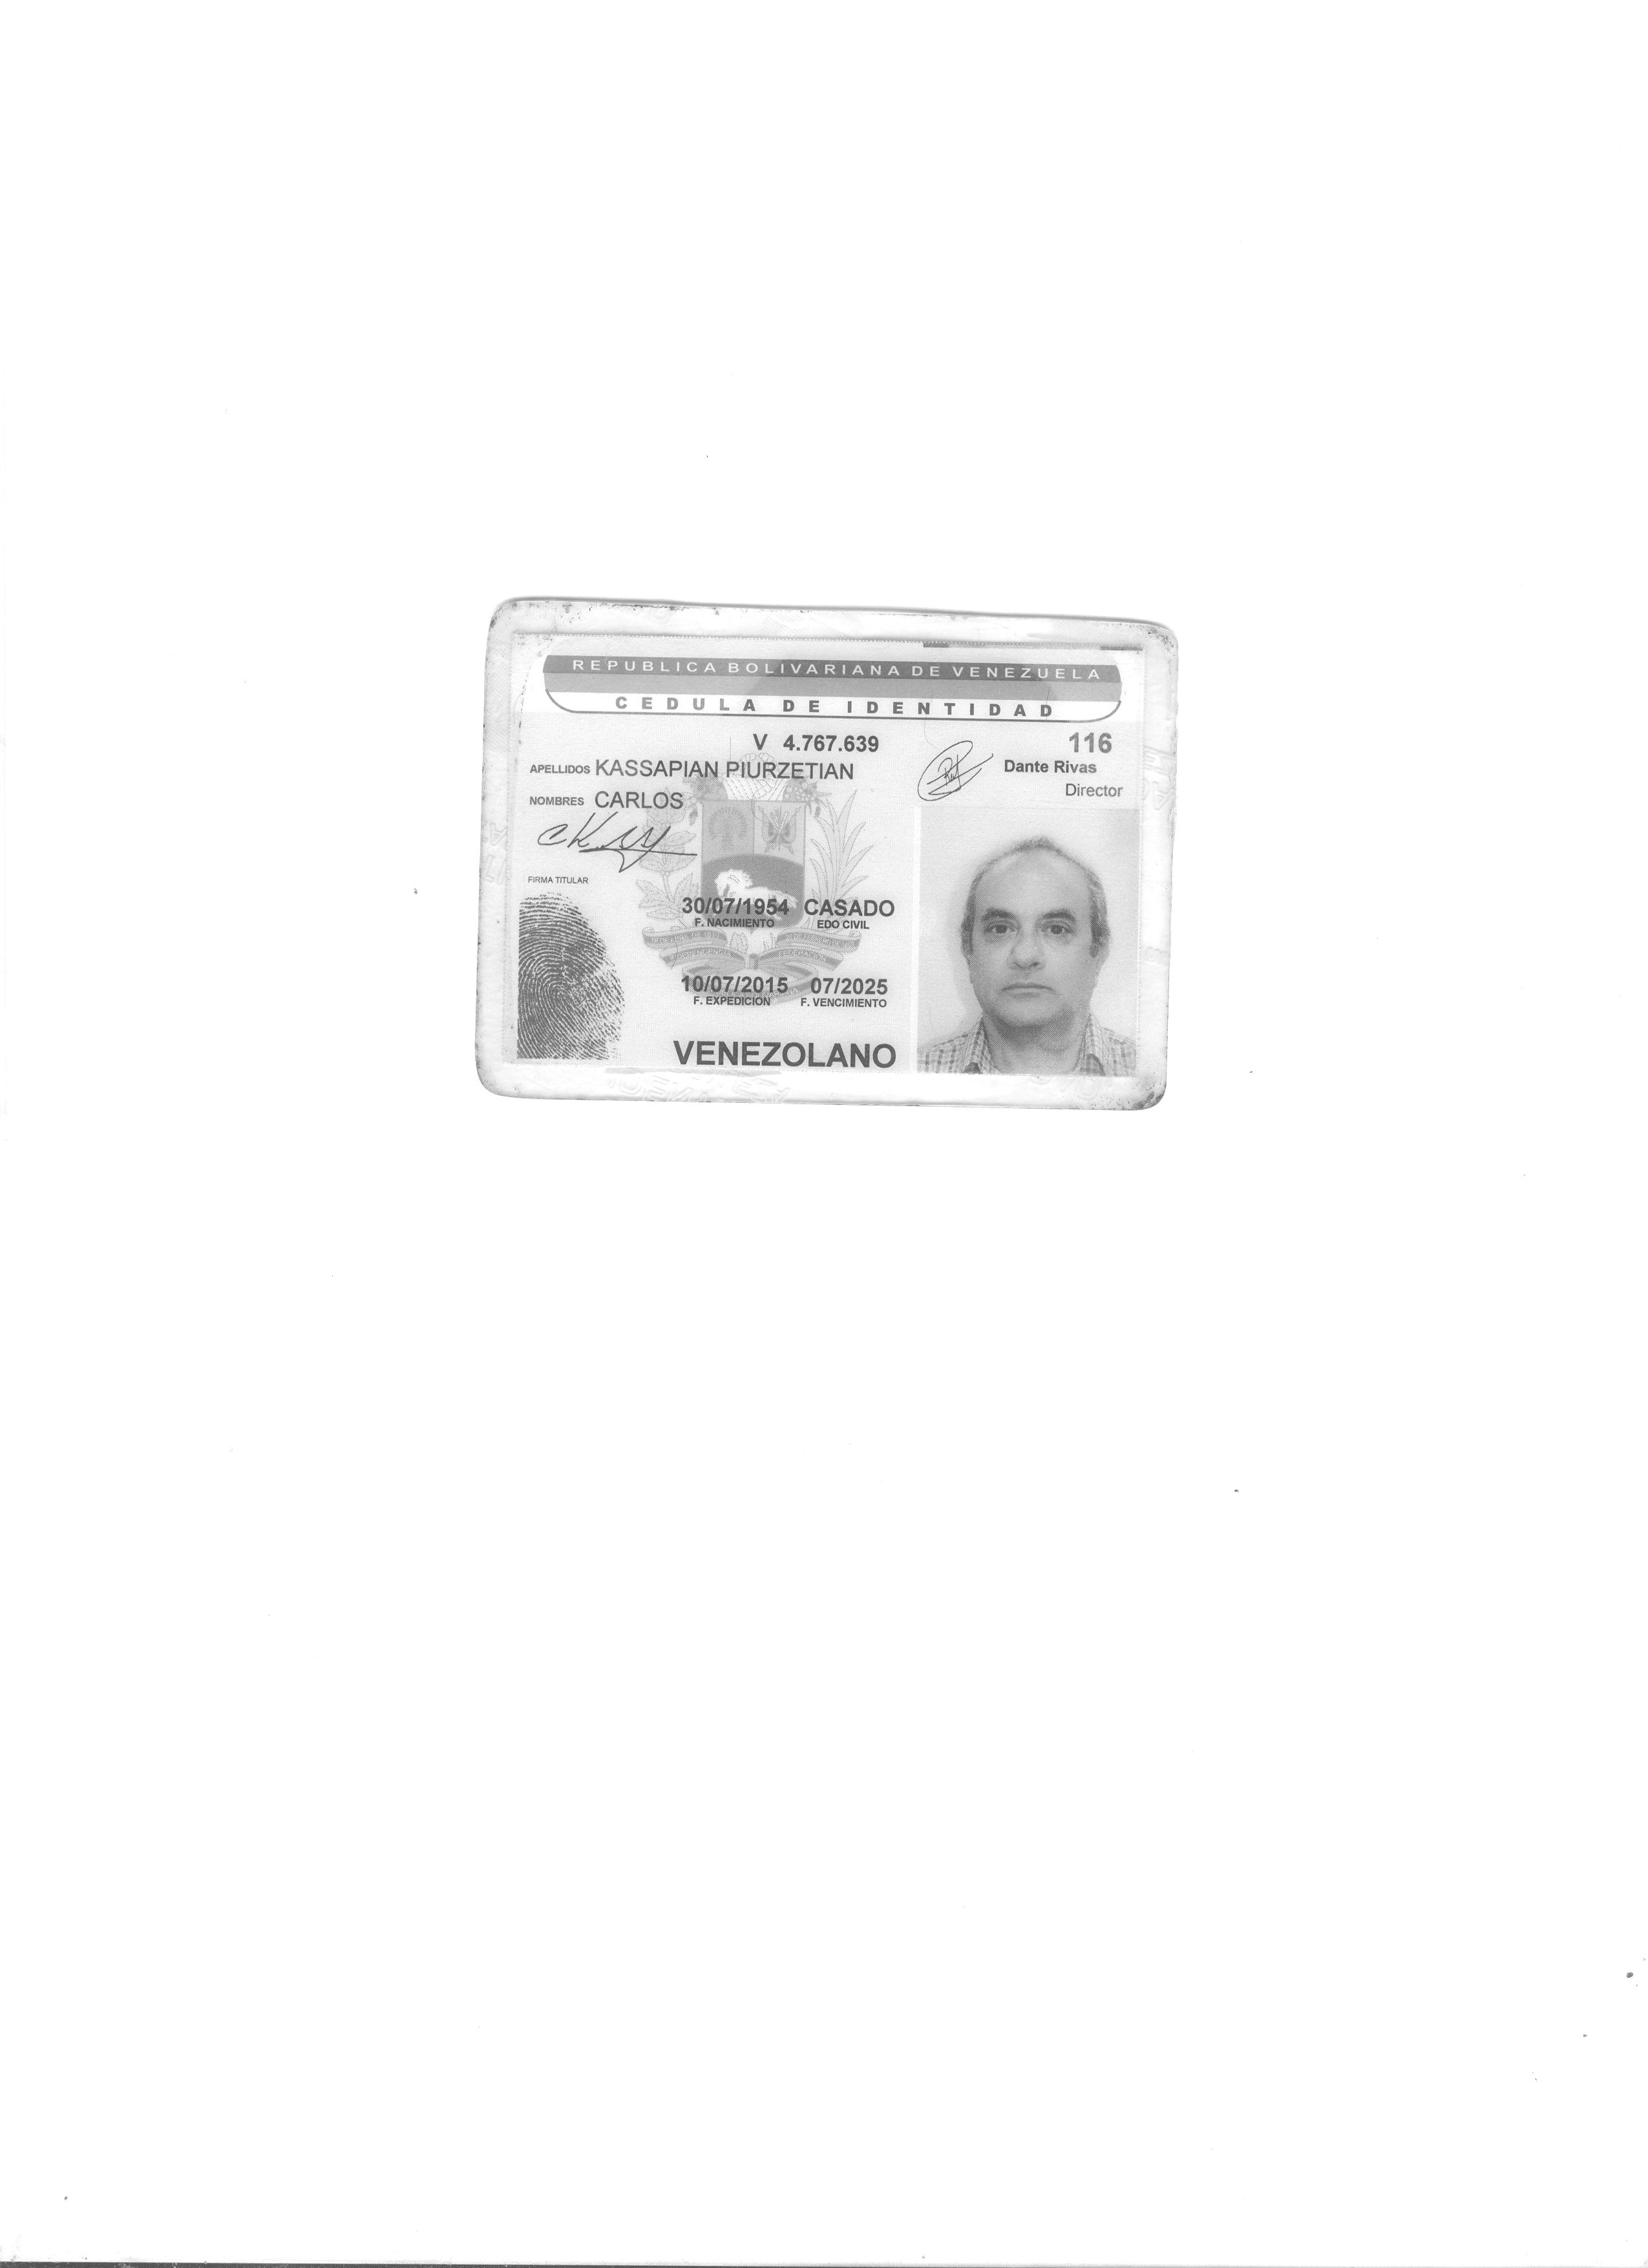 REPUBLICA BOLIVARIANA DE VENEZUELA
CEDULA DE IDENTIDAD
V 4.767.639
116
APELLIDOS KASSAPIAN PIURZETIAN
Dante Rivas
Director
NOMBRES CARLOS
FIRMA TITULAR
30/07/1954 CASADO
F. NACIMIENTO EDO CIVIL
10/07/2015 07/2025
F. EXPEDICION F. VENCIMIENTO
VENEZOLANO